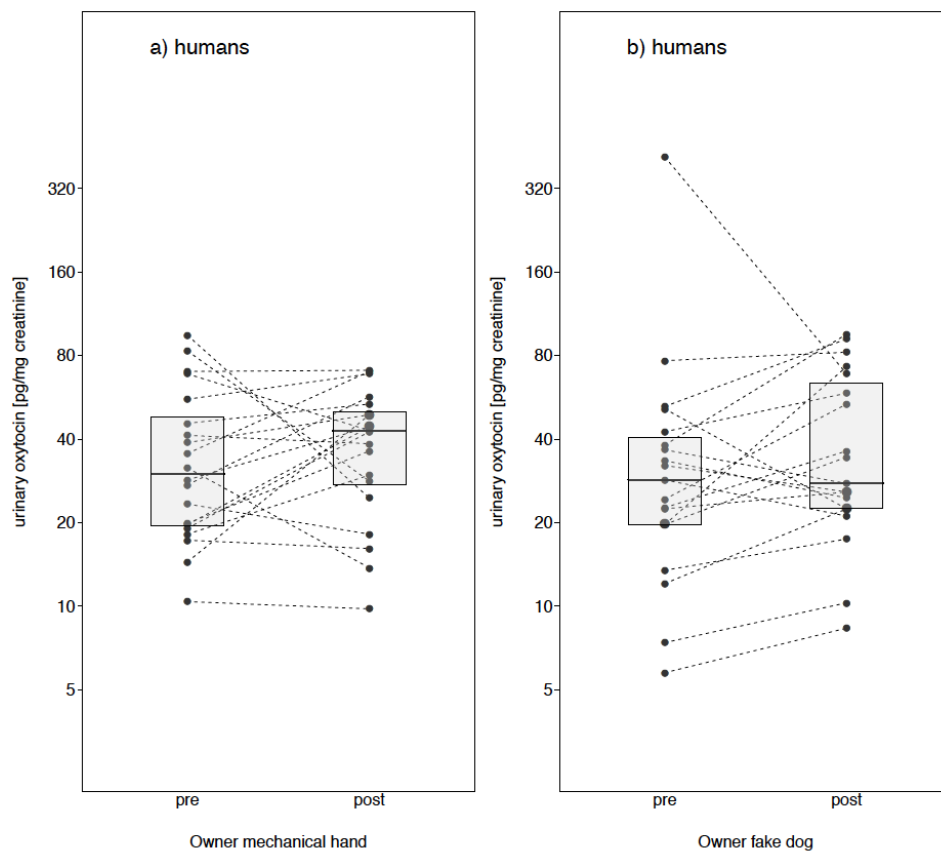 a) humans
urinary oxytocin [pg/mg creatinine]
320
160
80
40
20
10
5
pre post
Owner mechanical hand
b) humans
urinary oxytocin [pg/mg creatinine]
320
160
80
40
20
10
5
pre post
Owner fake dog